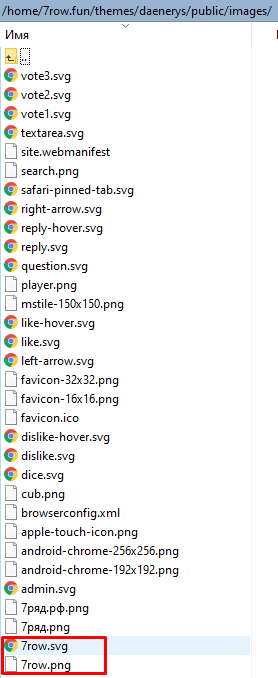 /home/7row.fun/themes/daenerys/public/images/
Имя
..
vote3.svg
vote2.svg
vote1.svg
textarea.svg
site.webmanifest
search.png
safari-pinned-tab.svg
right-arrow.svg
reply-hover.svg
reply.svg
question.svg
player.png
mstile-150x150.png
like-hover.svg
like.svg
left-arrow.svg
favicon-32x32.png
favicon-16x16.png
favicon.ico
dislike-hover.svg
dislike.svg
dice.svg
cub.png
browserconfig.xml
apple-touch-icon.png
android-chrome-256x256.png
android-chrome-192x192.png
admin.svg
7ряд.рф.png
7ряд.png
7row.svg
7row.png